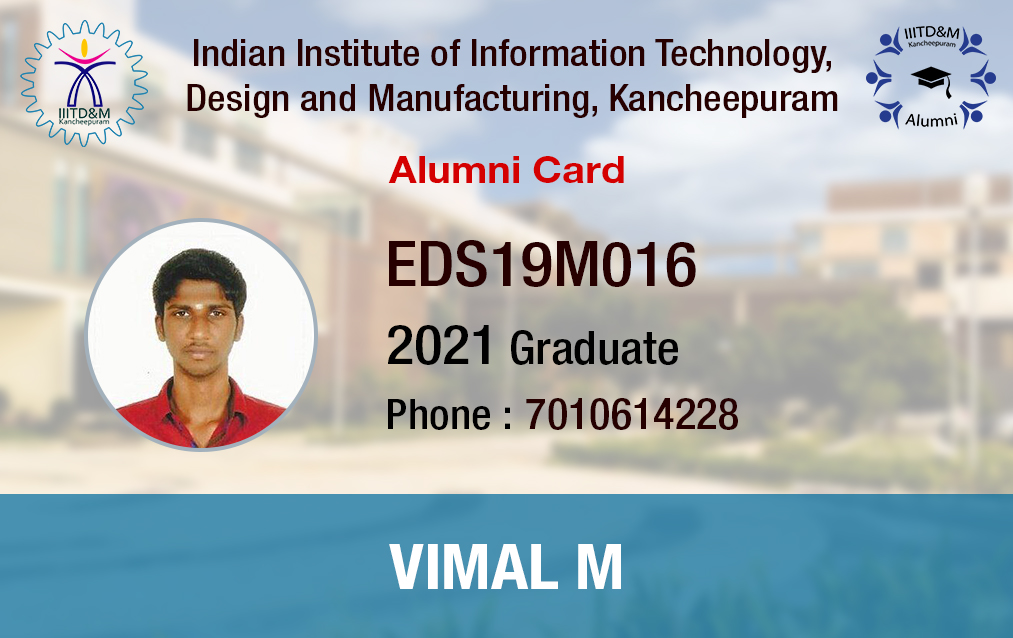 IIITD&M
Kancheepuram
Indian Institute of Information Technology,
Design and Manufacturing, Kancheepuram
IIITD&M
Kancheepuram
Alumni
Alumni Card
EDS19M016
2021 Graduate
Phone : 7010614228
VIMAL M